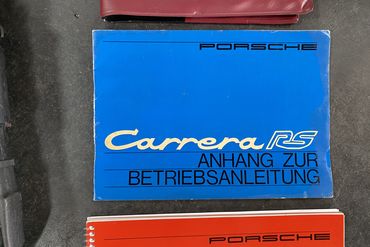 PORSCHE
Carrera RS
ANHANG ZUR
BETRIEBSANLEITUNG
PORSCHE